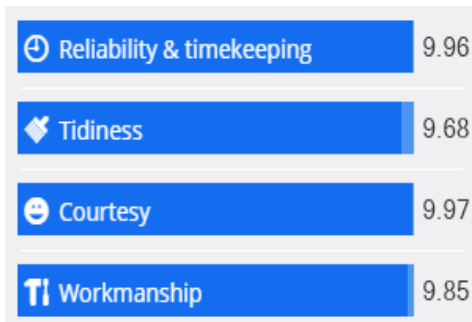 Reliability & timekeeping 9.96
Tidiness 9.68
Courtesy 9.97
Workmanship 9.85